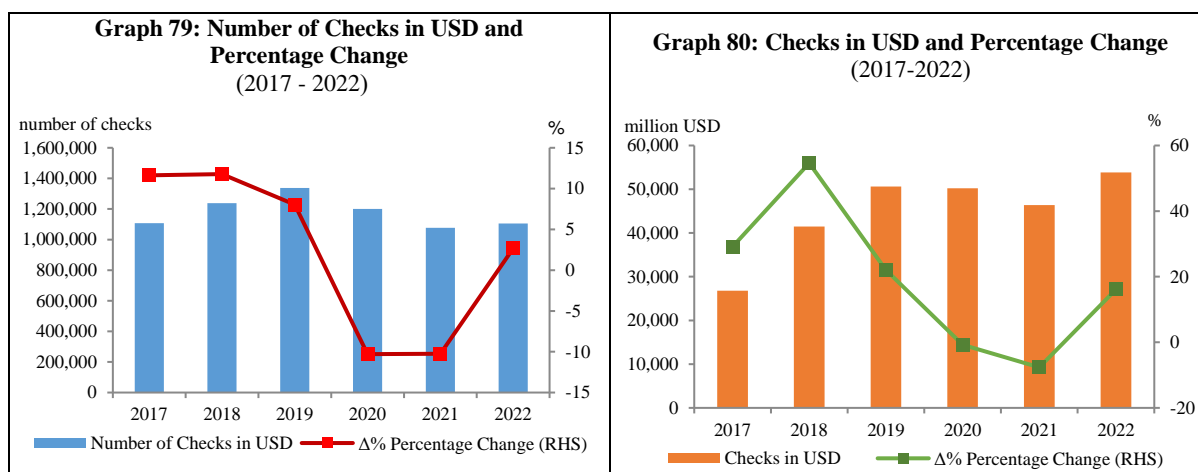 Graph 79: Number of Checks in USD and
Percentage Change
(2017 - 2022)
number of checks
%
1,600,000
1,400,000
1,200,000
1,000,000
800,000
600,000
400,000
200,000
0
15
10
5
0
-5
-10
-15
2017 2018 2019 2020 2021 2022
Number of Checks in USD
Δ% Percentage Change (RHS)
Graph 80: Checks in USD and Percentage Change
(2017-2022)
million USD
%
60,000
50,000
40,000
30,000
20,000
10,000
0
60
40
20
0
-20
2017 2018 2019 2020 2021 2022
Checks in USD
Δ% Percentage Change (RHS)